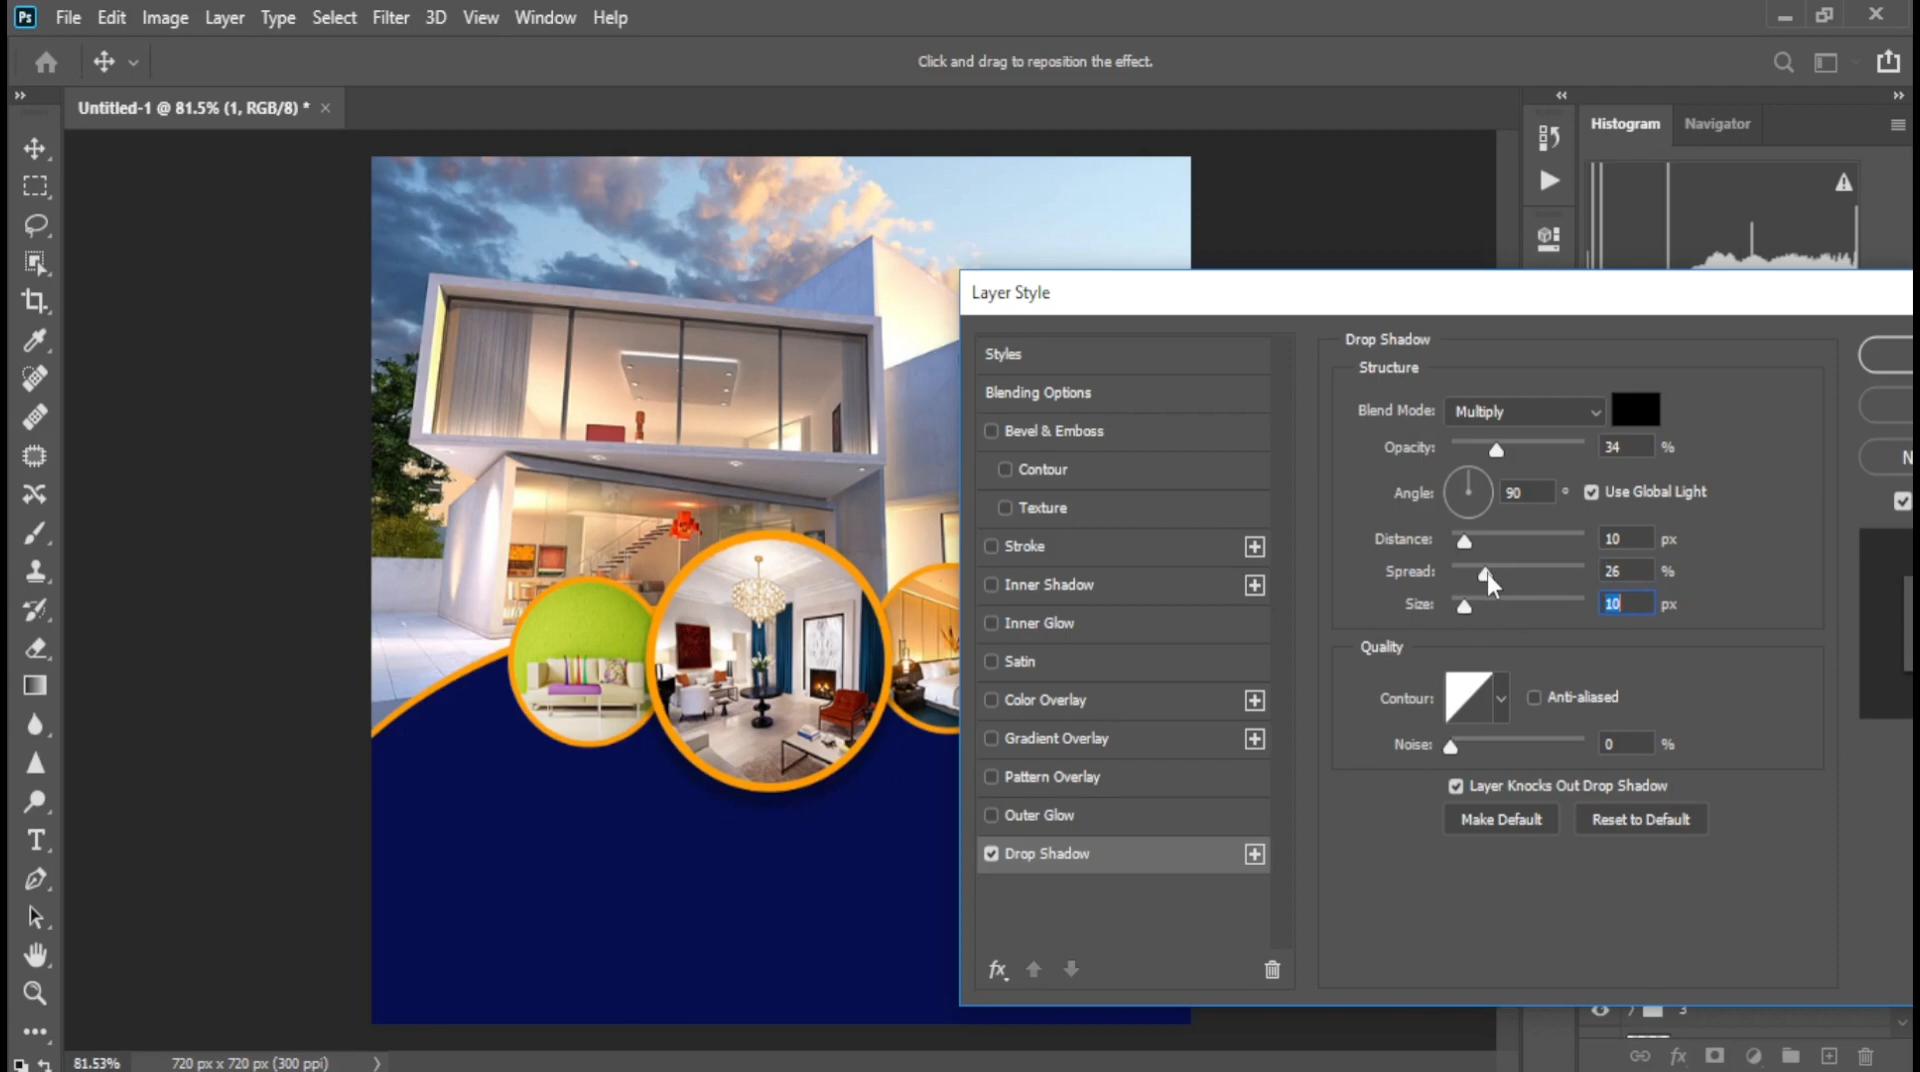 Ps File Edit Image Layer Type Select Filter 3D View Window Help
Click and drag to reposition the effect.
Untitled-1 @ 81.5% (1, RGB/8) * ×
Histogram Navigator
Layer Style
Styles
Blending Options
Bevel & Emboss
Contour
Texture
Stroke
Inner Shadow
Inner Glow
Satin
Color Overlay
Gradient Overlay
Pattern Overlay
Outer Glow
Drop Shadow
fx
Drop Shadow
Structure
Blend Mode: Multiply
Opacity: 34 %
Angle: 90 ° Use Global Light
Distance: 10 px
Spread: 26 %
Size: 10 px
Quality
Contour: Anti-aliased
Noise: 0 %
Layer Knocks Out Drop Shadow
Make Default Reset to Default
N
3
fx
81.53% 720 px x 720 px (300 ppi)